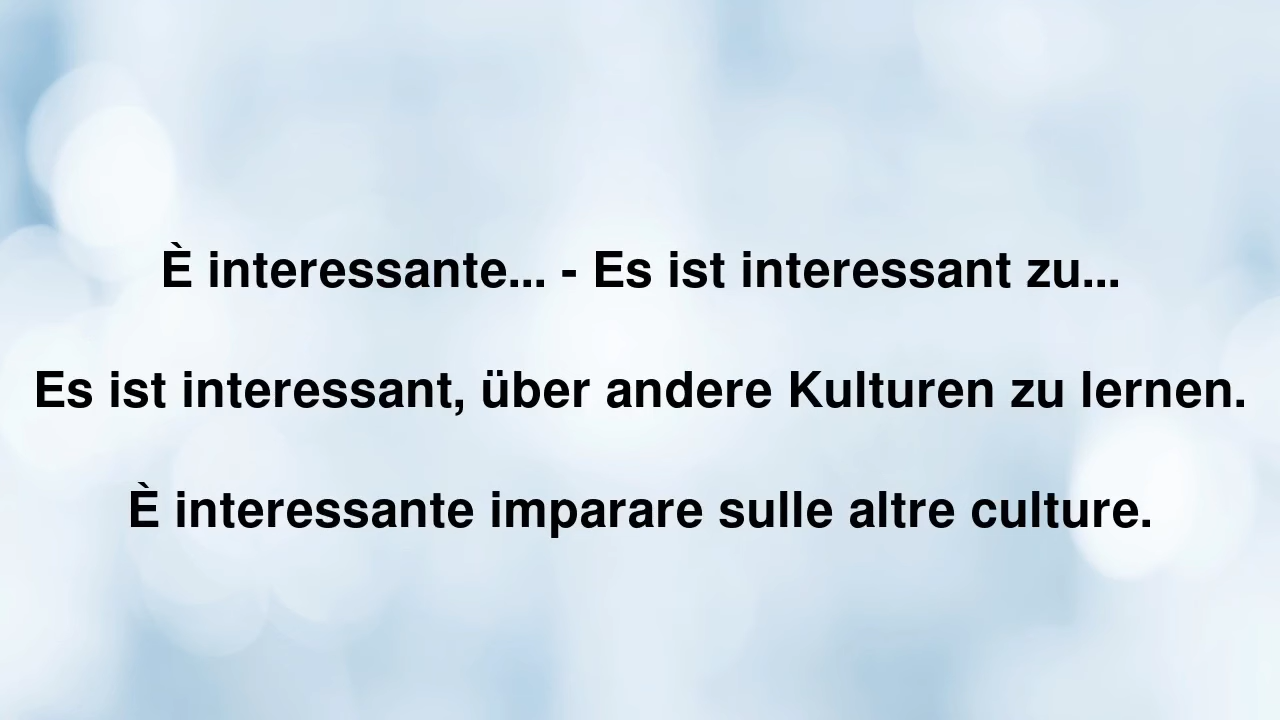 È interessante... - Es ist interessant zu...
Es ist interessant, über andere Kulturen zu lernen.
È interessante imparare sulle altre culture.